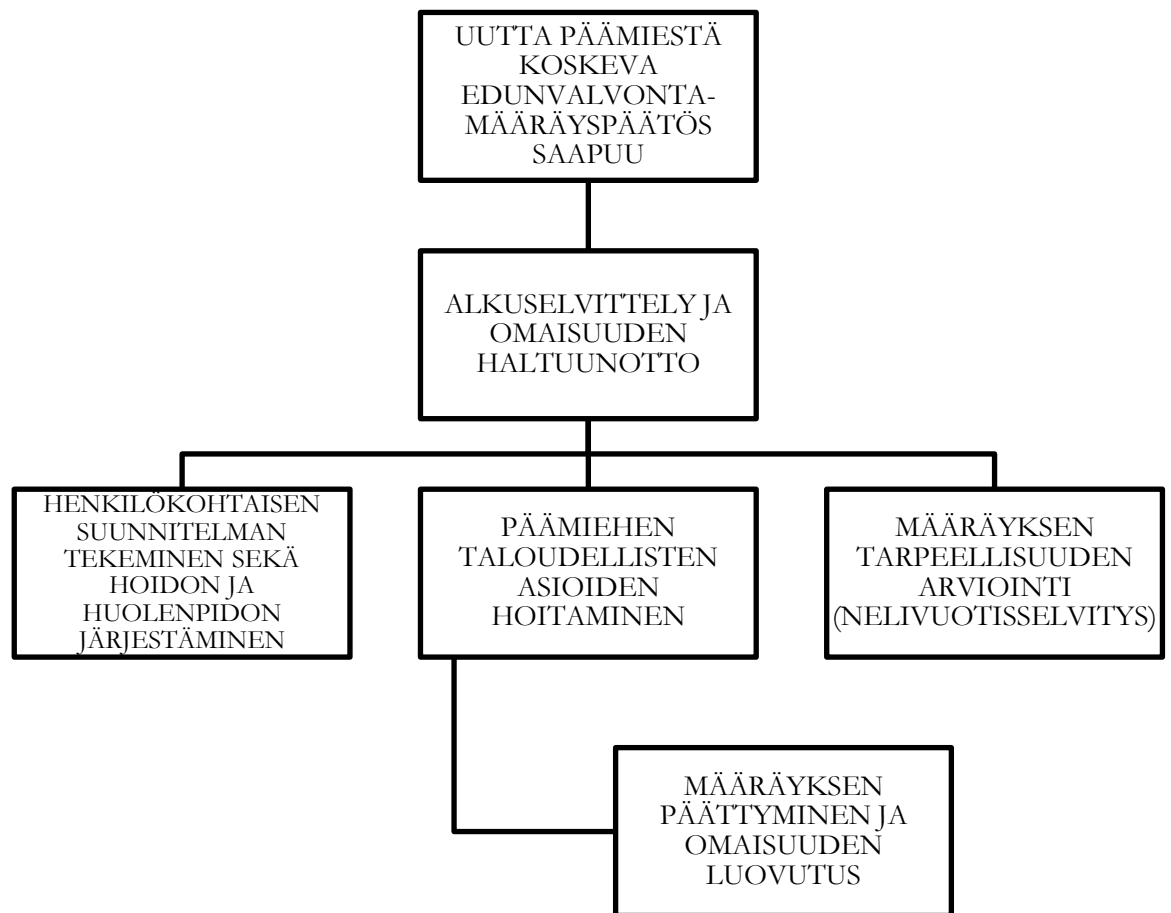 UUTTA PÄÄMIESTÄ
KOSKEVA
EDUNVALVONTA-
MÄÄRÄYSPÄÄTÖS
SAAPUU
ALKUSELVITTELY JA
OMAISUUDEN
HALTUUNOTTO
HENKILÖKOHTAISEN
SUUNNITELMAN
TEKEMINEN SEKÄ
HOIDON JA
HUOLENPIDON
JÄRJESTÄMINEN
PÄÄMIEHEN
TALOUDELLISTEN
ASIOIDEN
HOITAMINEN
MÄÄRÄYKSEN
TARPEELLISUUDEN
ARVIOINTI
(NELIVUOTISSELVITYS)
MÄÄRÄYKSEN
PÄÄTTYMINEN JA
OMAISUUDEN
LUOVUTUS